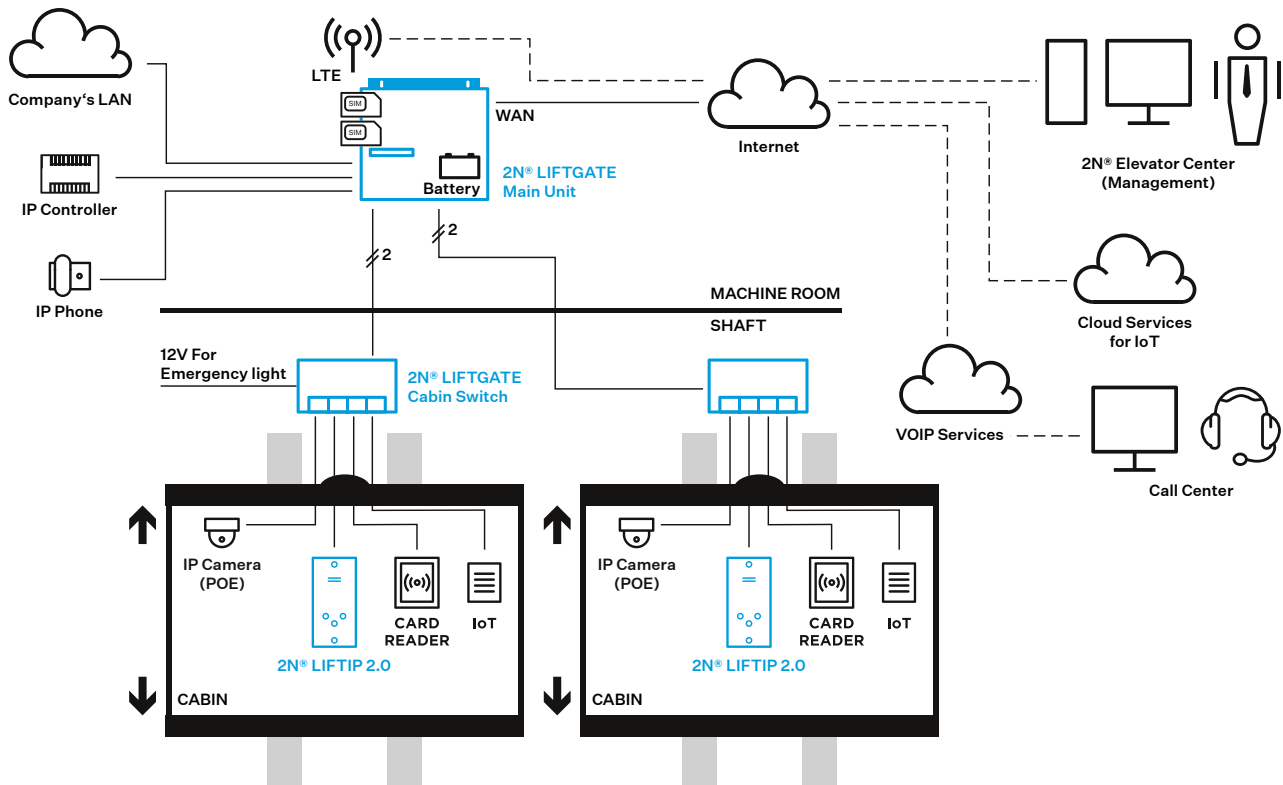 LTE
Company's LAN
SIM
SIM
WAN
Internet
2N® Elevator Center
(Management)
Battery
2N® LIFTGATE
Main Unit
IP Controller
2
2
IP Phone
MACHINE ROOM
SHAFT
Cloud Services
for IoT
12V For
Emergency light
2N® LIFTGATE
Cabin Switch
VOIP Services
Call Center
IP Camera
(POE)
CARD
READER
IoT
2N® LIFTIP 2.0
CABIN
IP Camera
(POE)
CARD
READER
IoT
2N® LIFTIP 2.0
CABIN